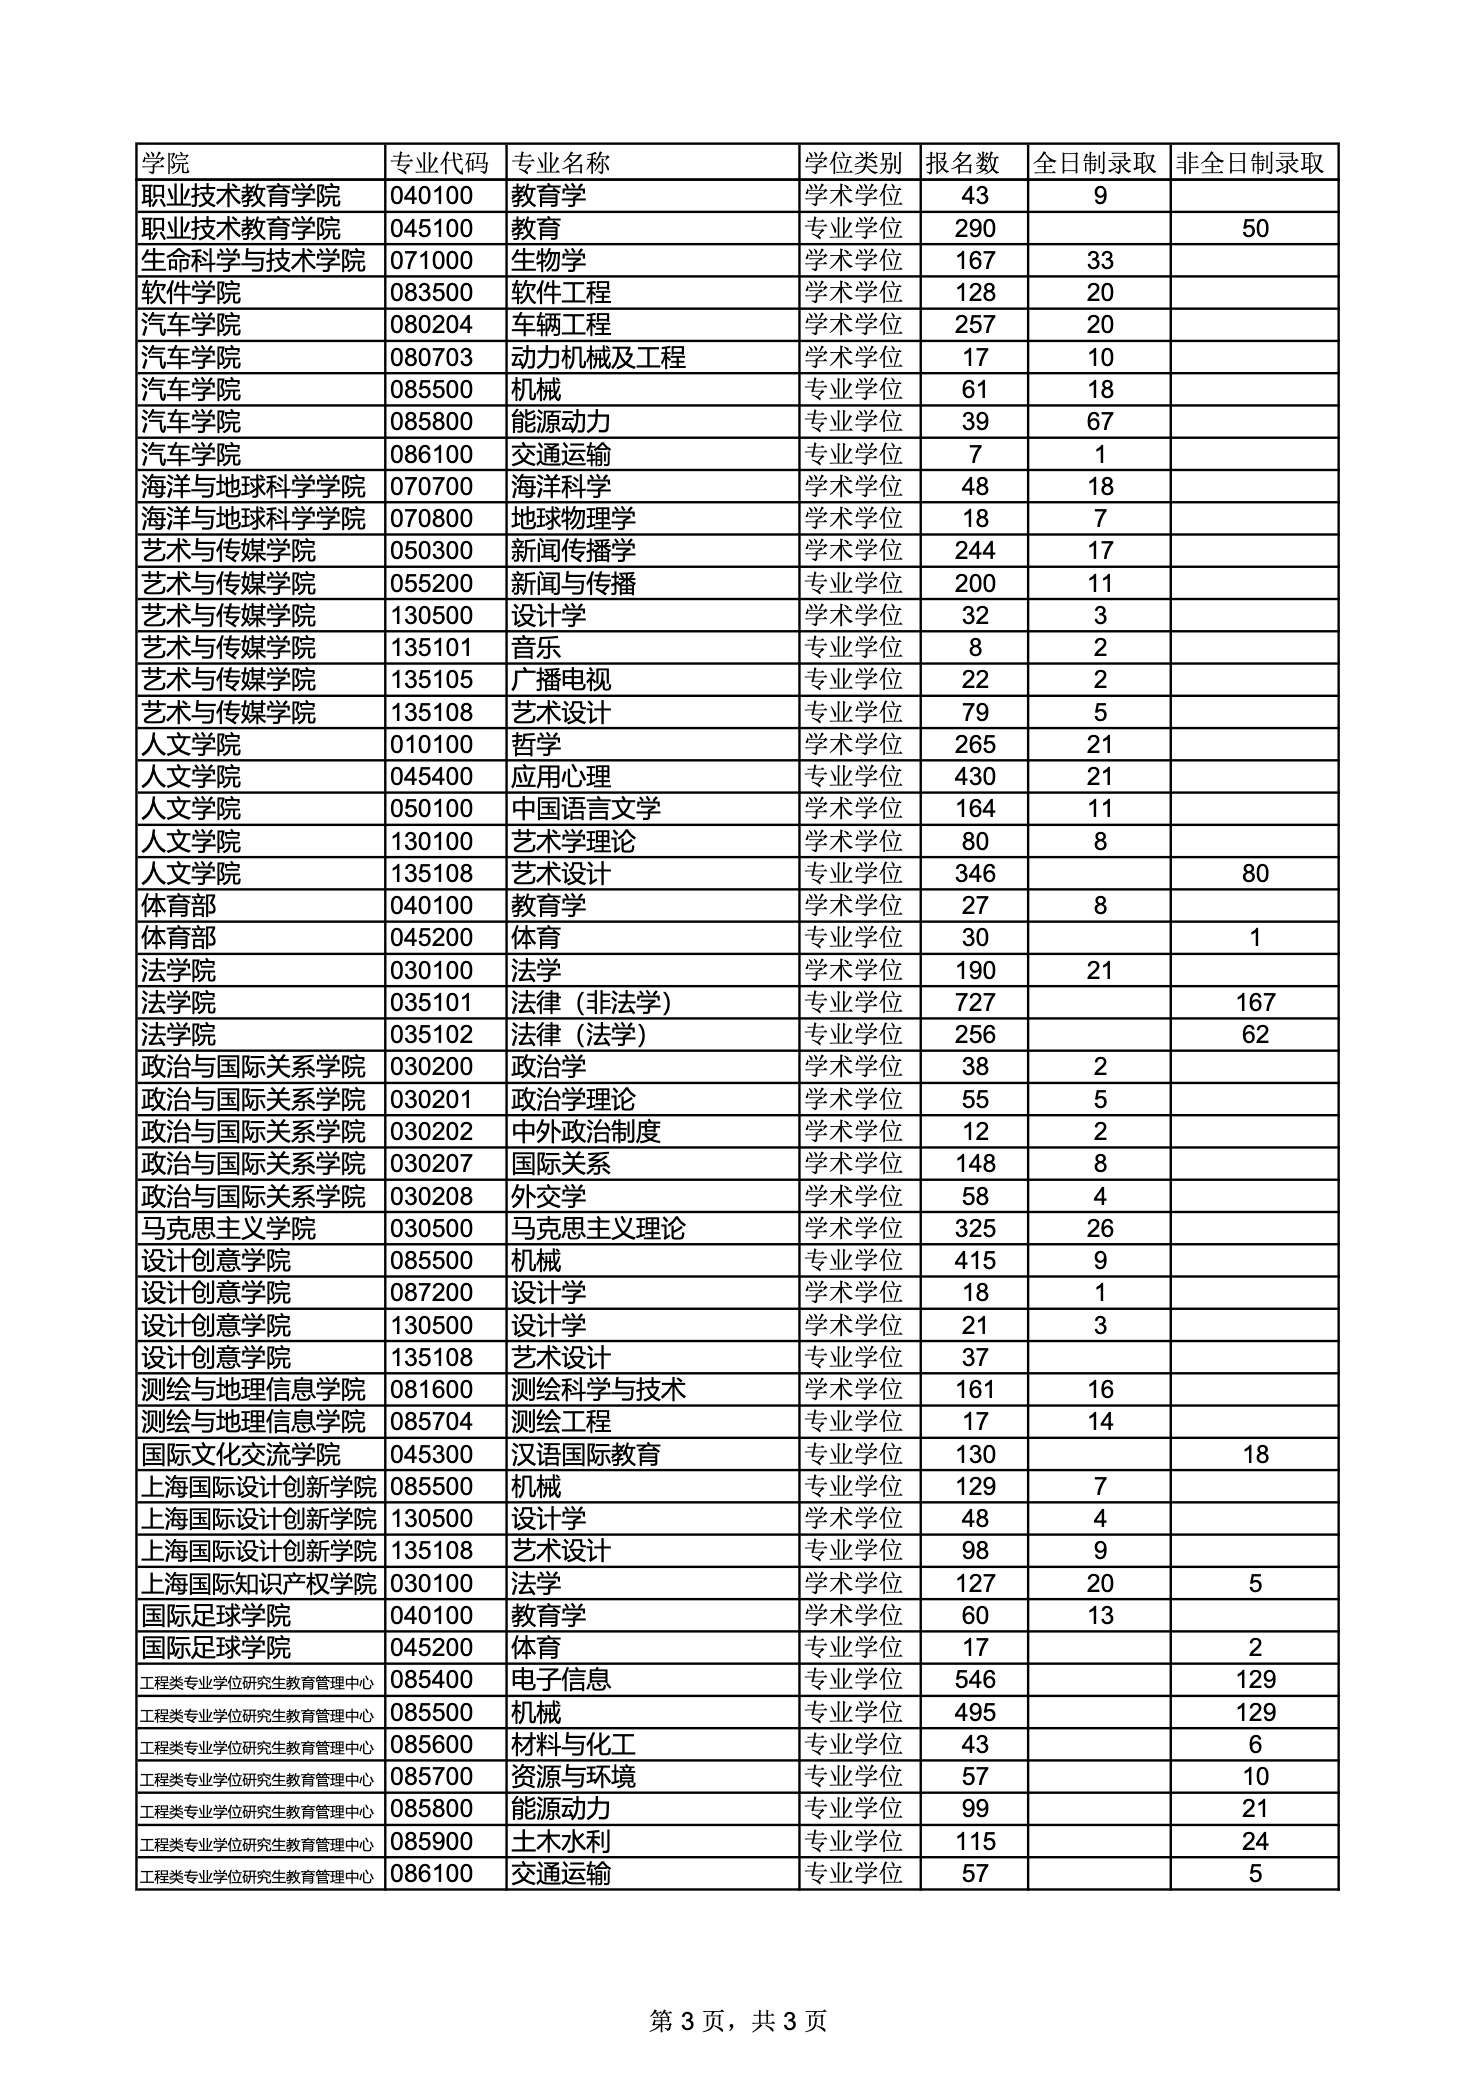 学院 专业代码 专业名称 学位类别 报名数 全日制录取 非全日制录取
职业技术教育学院 040100 教育学 学术学位 43 9
职业技术教育学院 045100 教育 专业学位 290 50
生命科学与技术学院 071000 生物学 学术学位 167 33
软件学院 083500 软件工程 学术学位 128 20
汽车学院 080204 车辆工程 学术学位 257 20
汽车学院 080703 动力机械及工程 学术学位 17 10
汽车学院 085500 机械 专业学位 61 18
汽车学院 085800 能源动力 专业学位 39 67
汽车学院 086100 交通运输 专业学位 7 1
海洋与地球科学学院 070700 海洋科学 学术学位 48 18
海洋与地球科学学院 070800 地球物理学 学术学位 18 7
艺术与传媒学院 050300 新闻传播学 学术学位 244 17
艺术与传媒学院 055200 新闻与传播 专业学位 200 11
艺术与传媒学院 130500 设计学 学术学位 32 3
艺术与传媒学院 135101 音乐 专业学位 8 2
艺术与传媒学院 135105 广播电视 专业学位 22 2
艺术与传媒学院 135108 艺术设计 专业学位 79 5
人文学院 010100 哲学 学术学位 265 21
人文学院 045400 应用心理 专业学位 430 21
人文学院 050100 中国语言文学 学术学位 164 11
人文学院 130100 艺术学理论 学术学位 80 8
人文学院 135108 艺术设计 专业学位 346 80
体育部 040100 教育学 学术学位 27 8
体育部 045200 体育 专业学位 30 1
法学院 030100 法学 学术学位 190 21
法学院 035101 法律（非法学） 专业学位 727 167
法学院 035102 法律（法学） 专业学位 256 62
政治与国际关系学院 030200 政治学 学术学位 38 2
政治与国际关系学院 030201 政治学理论 学术学位 55 5
政治与国际关系学院 030202 中外政治制度 学术学位 12 2
政治与国际关系学院 030207 国际关系 学术学位 148 8
政治与国际关系学院 030208 外交学 学术学位 58 4
马克思主义学院 030500 马克思主义理论 学术学位 325 26
设计创意学院 085500 机械 专业学位 415 9
设计创意学院 087200 设计学 学术学位 18 1
设计创意学院 130500 设计学 学术学位 21 3
设计创意学院 135108 艺术设计 专业学位 37
测绘与地理信息学院 081600 测绘科学与技术 学术学位 161 16
测绘与地理信息学院 085704 测绘工程 专业学位 17 14
国际文化交流学院 045300 汉语国际教育 专业学位 130 18
上海国际设计创新学院 085500 机械 专业学位 129 7
上海国际设计创新学院 130500 设计学 学术学位 48 4
上海国际设计创新学院 135108 艺术设计 专业学位 98 9
上海国际知识产权学院 030100 法学 学术学位 127 20 5
国际足球学院 040100 教育学 学术学位 60 13
国际足球学院 045200 体育 专业学位 17 2
工程类专业学位研究生教育管理中心 085400 电子信息 专业学位 546 129
工程类专业学位研究生教育管理中心 085500 机械 专业学位 495 129
工程类专业学位研究生教育管理中心 085600 材料与化工 专业学位 43 6
工程类专业学位研究生教育管理中心 085700 资源与环境 专业学位 57 10
工程类专业学位研究生教育管理中心 085800 能源动力 专业学位 99 21
工程类专业学位研究生教育管理中心 085900 土木水利 专业学位 115 24
工程类专业学位研究生教育管理中心 086100 交通运输 专业学位 57 5
第 3 页，共 3 页